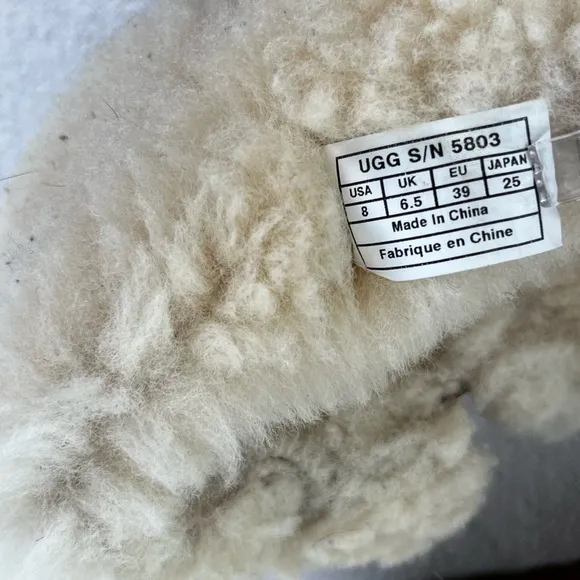 UGG S/N 5803
USA UK EU JAPAN
8 6.5 39 25
Made In China
Fabrique en Chine